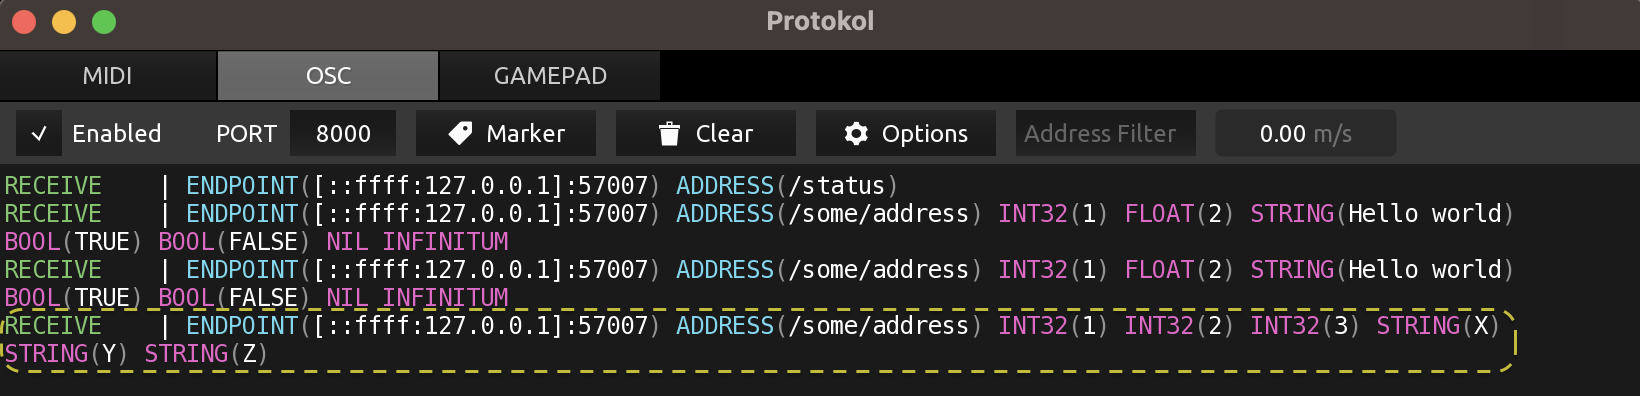 Protokol
MIDI OSC GAMEPAD
✓ Enabled PORT 8000 Marker Clear Options Address Filter 0.00 m/s
RECEIVE | ENDPOINT([::ffff:127.0.0.1]:57007) ADDRESS(/status)
RECEIVE | ENDPOINT([::ffff:127.0.0.1]:57007) ADDRESS(/some/address) INT32(1) FLOAT(2) STRING(Hello world)
BOOL(TRUE) BOOL(FALSE) NIL INFINITUM
RECEIVE | ENDPOINT([::ffff:127.0.0.1]:57007) ADDRESS(/some/address) INT32(1) FLOAT(2) STRING(Hello world)
BOOL(TRUE) BOOL(FALSE) NIL INFINITUM
RECEIVE | ENDPOINT([::ffff:127.0.0.1]:57007) ADDRESS(/some/address) INT32(1) INT32(2) INT32(3) STRING(X)
STRING(Y) STRING(Z)